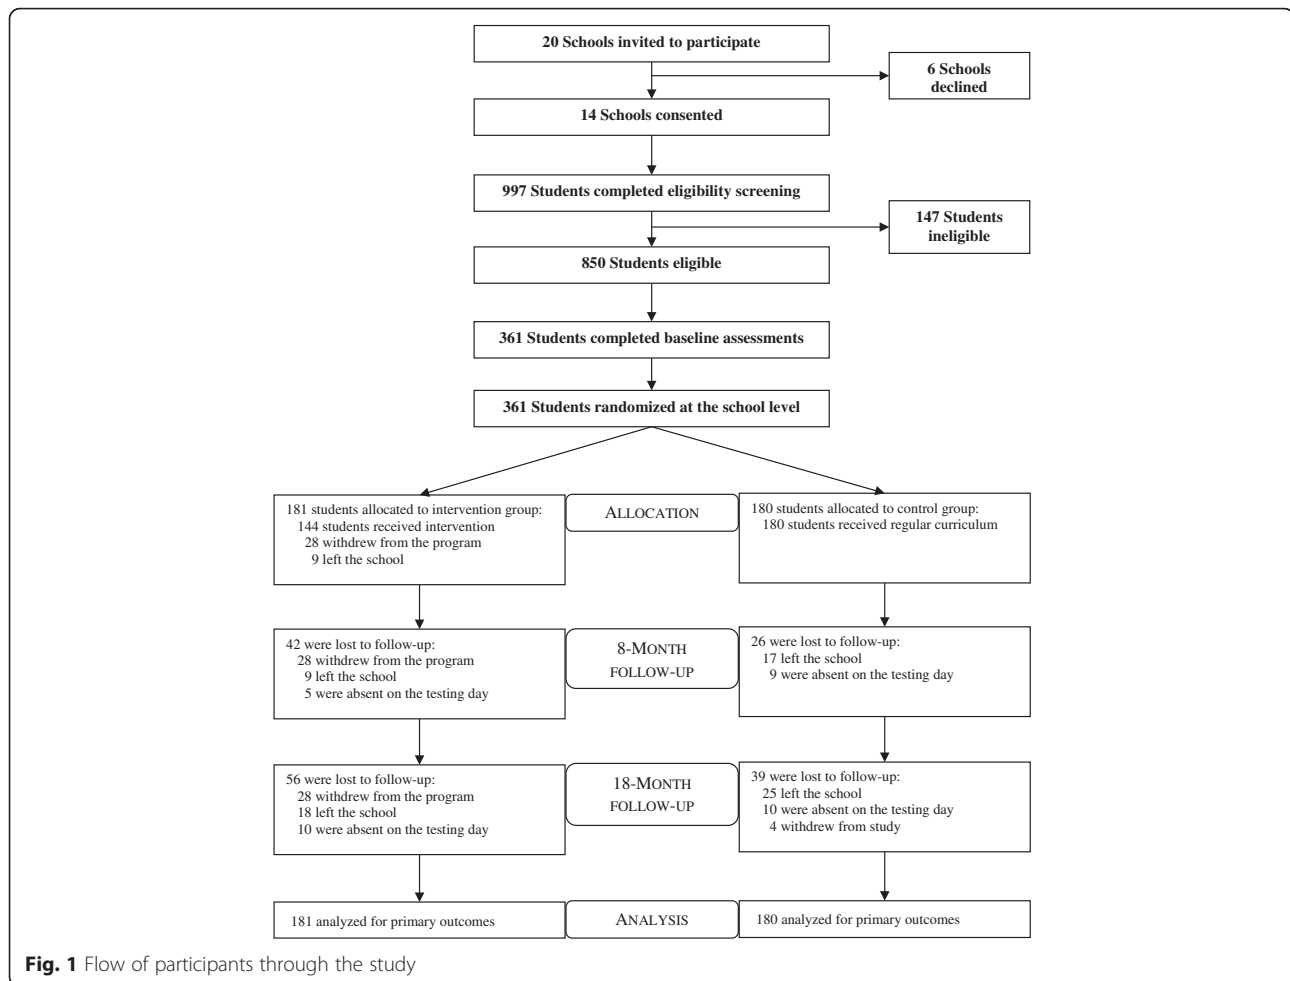 20 Schools invited to participate
6 Schools
declined
14 Schools consented
997 Students completed eligibility screening
147 Students
ineligible
850 Students eligible
361 Students completed baseline assessments
361 Students randomized at the school level
181 students allocated to intervention group:
144 students received intervention
28 withdrew from the program
9 left the school
ALLOCATION
180 students allocated to control group:
180 students received regular curriculum
42 were lost to follow-up:
28 withdrew from the program
9 left the school
5 were absent on the testing day
8-MONTH
FOLLOW-UP
26 were lost to follow-up:
17 left the school
9 were absent on the testing day
56 were lost to follow-up:
28 withdrew from the program
18 left the school
10 were absent on the testing day
18-MONTH
FOLLOW-UP
39 were lost to follow-up:
25 left the school
10 were absent on the testing day
4 withdrew from study
181 analyzed for primary outcomes
ANALYSIS
180 analyzed for primary outcomes
Fig. 1 Flow of participants through the study